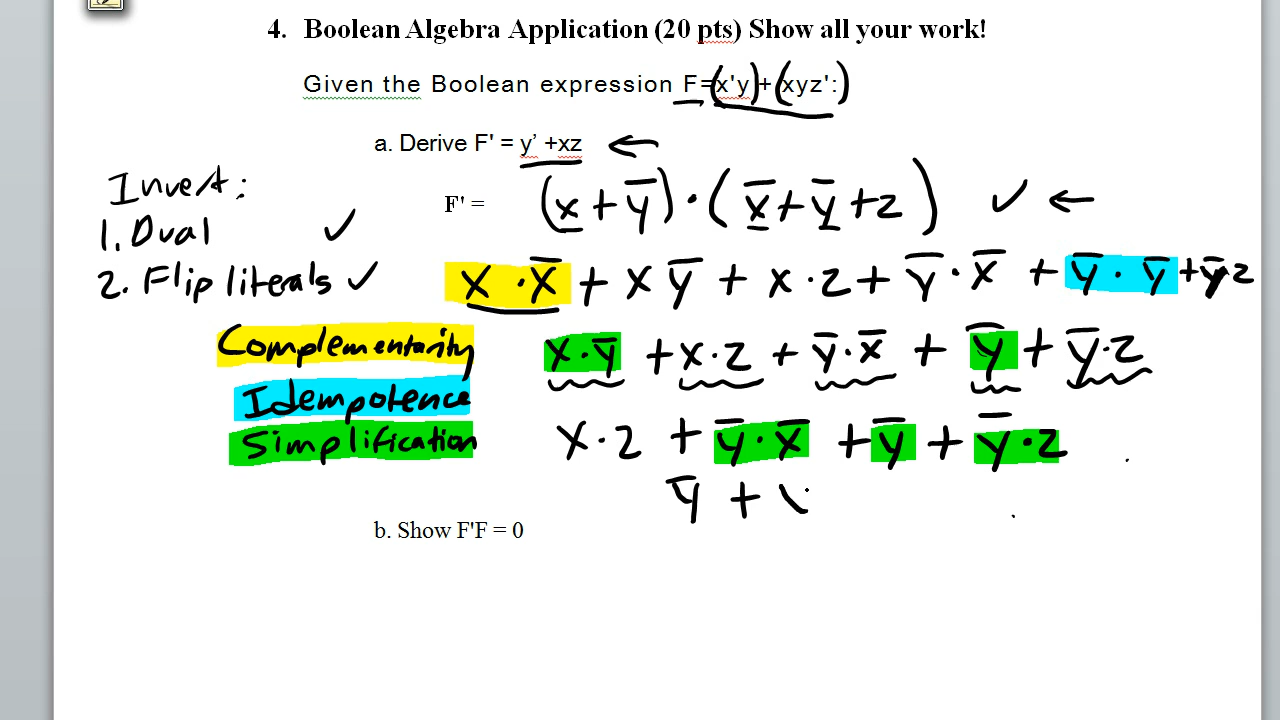 4. Boolean Algebra Application (20 pts) Show all your work!
Given the Boolean expression F=(x'y)+(xyz':)
a. Derive F' = y' +xz ←
Invert:
1. Dual ✓
2. Flip literals ✓
F' = (x + y̅) · (x̅ + y̅ + z) ✓ ←
x · x̅ + x y̅ + x · z + y̅ · x̅ + y̅ · y̅ + y̅ z
Complementarity
x · y̅ + x · z + y̅ · x̅ + y̅ + y̅ · z
Idempotence
Simplification
x · z + y̅ · x̅ + y̅ + y̅ · z
y̅ + \
b. Show F'F = 0